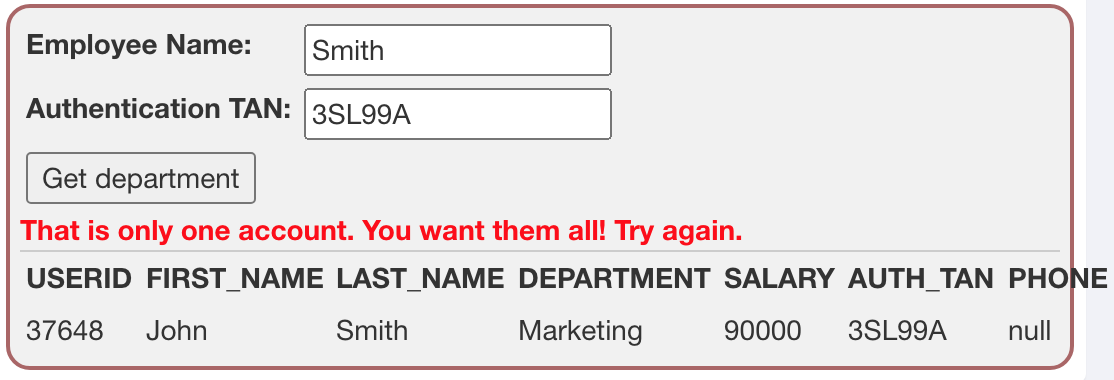 Employee Name: Smith
Authentication TAN: 3SL99A
Get department
That is only one account. You want them all! Try again.
USERID FIRST_NAME LAST_NAME DEPARTMENT SALARY AUTH_TAN PHONE
37648 John Smith Marketing 90000 3SL99A null